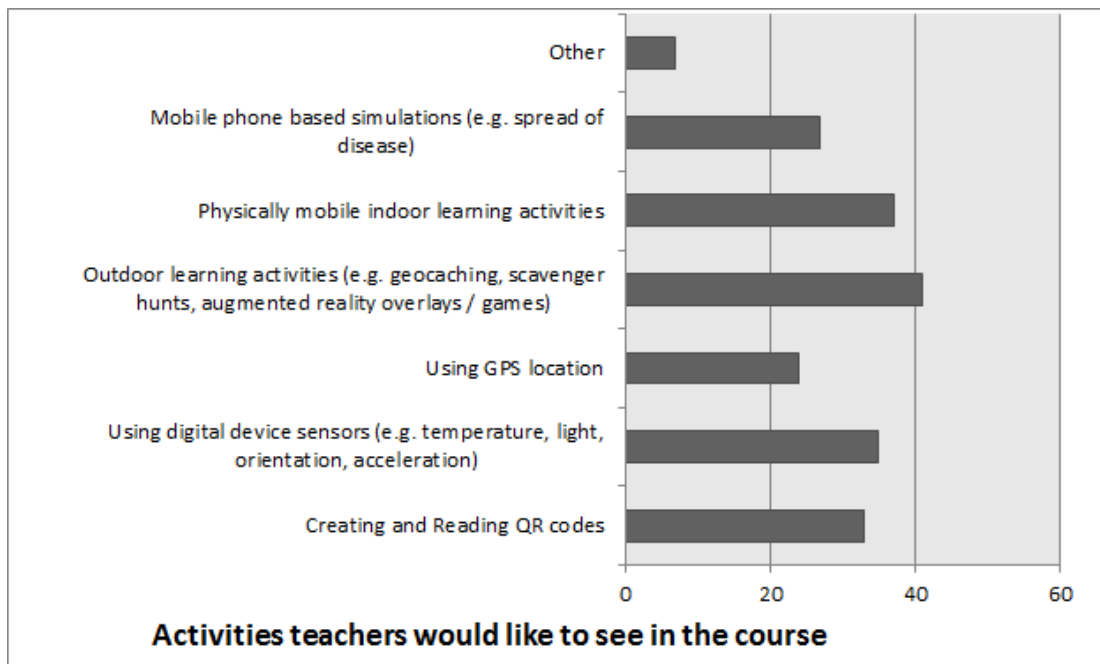 Other
Mobile phone based simulations (e.g. spread of
disease)
Physically mobile indoor learning activities
Outdoor learning activities (e.g. geocaching, scavenger
hunts, augmented reality overlays / games)
Using GPS location
Using digital device sensors (e.g. temperature, light,
orientation, acceleration)
Creating and Reading QR codes
0 20 40 60
Activities teachers would like to see in the course